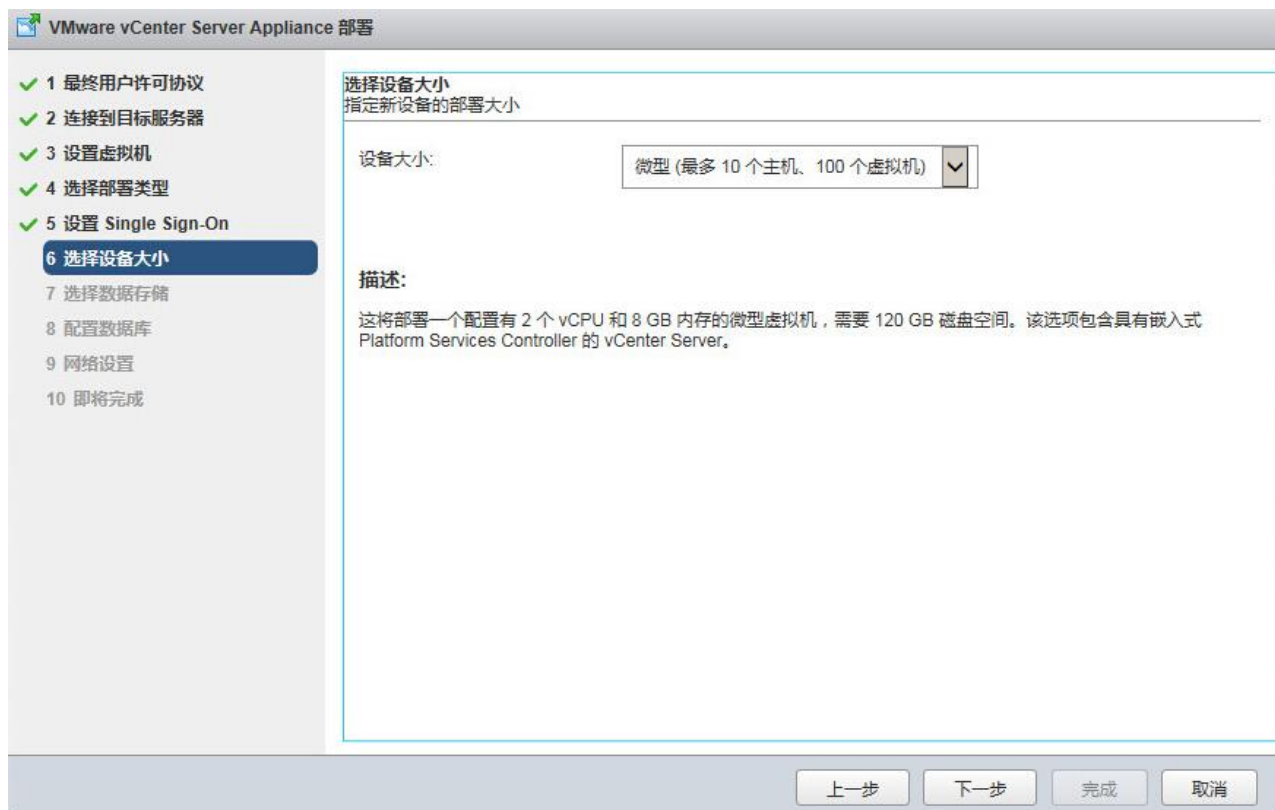 VMware vCenter Server Appliance 部署
1 最终用户许可协议
2 连接到目标服务器
3 设置虚拟机
4 选择部署类型
5 设置 Single Sign-On
6 选择设备大小
7 选择数据存储
8 配置数据库
9 网络设置
10 即将完成
选择设备大小
指定新设备的部署大小
设备大小:
微型 (最多 10 个主机、100 个虚拟机)
描述:
这将部署一个配置有 2 个 vCPU 和 8 GB 内存的微型虚拟机，需要 120 GB 磁盘空间。该选项包含具有嵌入式
Platform Services Controller 的 vCenter Server。
上一步
下一步
完成
取消